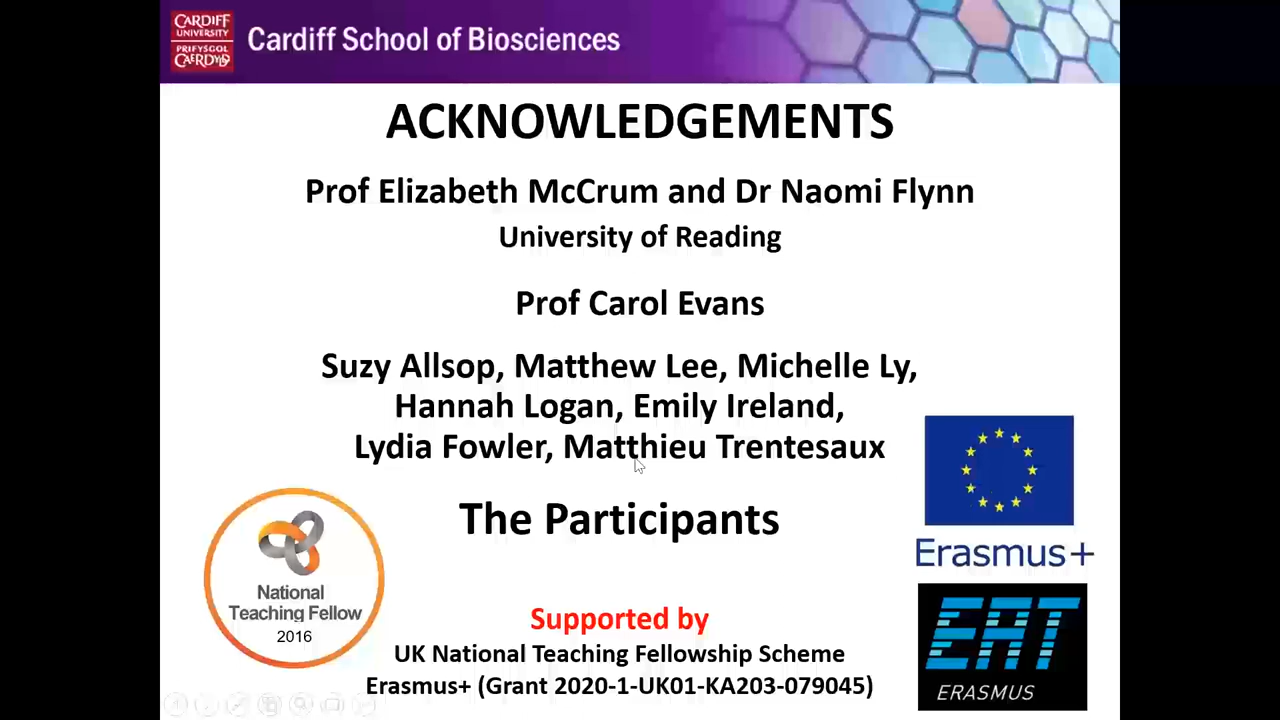 CARDIFF
UNIVERSITY
PRIFYSGOL
CAERDYDD
Cardiff School of Biosciences
ACKNOWLEDGEMENTS
Prof Elizabeth McCrum and Dr Naomi Flynn
University of Reading
Prof Carol Evans
Suzy Allsop, Matthew Lee, Michelle Ly,
Hannah Logan, Emily Ireland,
Lydia Fowler, Matthieu Trentesaux
The Participants
National
Teaching Fellow
2016
Erasmus+
EAT
ERASMUS
Supported by
UK National Teaching Fellowship Scheme
Erasmus+ (Grant 2020-1-UK01-KA203-079045)